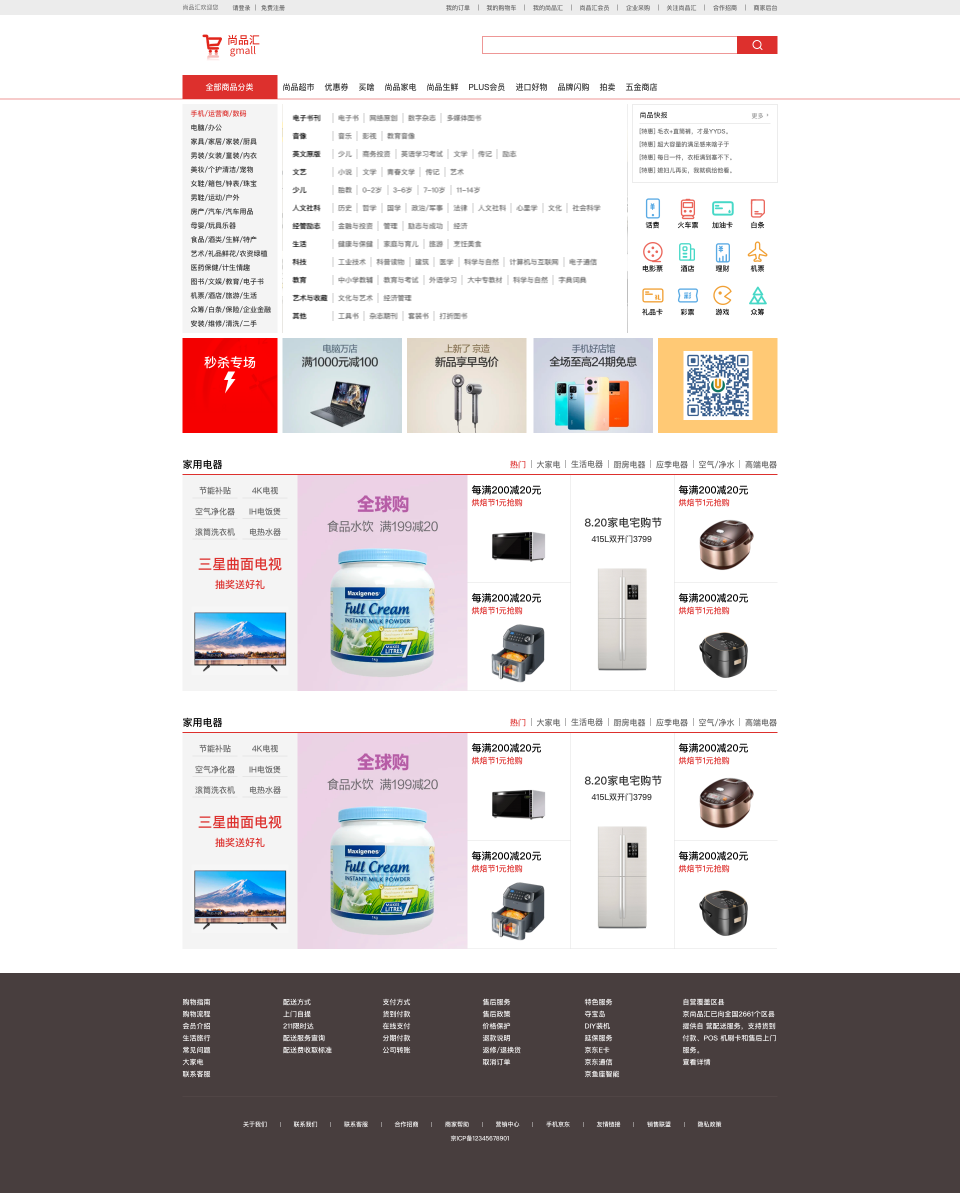 尚品汇欢迎您 请登录 | 免费注册 我的订单 | 我的购物车 | 我的尚品汇 | 尚品汇会员 | 企业采购 | 关注尚品汇 | 合作招商 | 商家后台
尚品汇
gmall
全部商品分类 尚品超市 优惠券 买啥 尚品家电 尚品生鲜 PLUS会员 进口好物 品牌闪购 拍卖 五金商店
手机/运营商/数码
电脑/办公
家具/家居/家装/厨具
男装/女装/童装/内衣
美妆/个护清洁/宠物
女鞋/箱包/钟表/珠宝
男鞋/运动/户外
房产/汽车/汽车用品
母婴/玩具乐器
食品/酒类/生鲜/特产
艺术/礼品鲜花/农资绿植
医药保健/计生情趣
图书/文娱/教育/电子书
机票/酒店/旅游/生活
众筹/白条/保险/企业金融
安装/维修/清洗/二手
电子书刊 | 电子书 | 网络原创 | 数字杂志 | 多媒体图书
音像 | 音乐 | 影视 | 教育音像
英文原版 | 少儿 | 商务投资 | 英语学习考试 | 文学 | 传记 | 励志
文艺 | 小说 | 文学 | 青春文学 | 传记 | 艺术
少儿 | 胎教 | 0-2岁 | 3-6岁 | 7-10岁 | 11-14岁
人文社科 | 历史 | 哲学 | 国学 | 政治/军事 | 法律 | 人文社科 | 心里学 | 文化 | 社会科学
经管励志 | 金融与投资 | 管理 | 励志与成功 | 经济
生活 | 健康与保健 | 家庭与育儿 | 旅游 | 烹饪美食
科技 | 工业技术 | 科普读物 | 建筑 | 医学 | 科学与自然 | 计算机与互联网 | 电子通信
教育 | 中小学教辅 | 教育与考试 | 外语学习 | 大中专教材 | 科学与自然 | 字典词典
艺术与收藏 | 文化与艺术 | 经济管理
其他 | 工具书 | 杂志期刊 | 套装书 | 打折图书
尚品快报 更多
[特惠] 毛衣+直筒裤，才是YYDS。
[特惠] 超大容量的满足感来塔子于
[特惠] 每日一件，衣柜满到塞不下。
[特惠] 媳妇儿再买，我就疯给他看。
话费 火车票 加油卡 白条
电影票 酒店 理财 机票
礼品卡 彩票 游戏 众筹
秒杀专场
电脑万店
满1000元减100
上新了 京造
新品享早鸟价
手机好店馆
全场至高24期免息
家用电器 热门 | 大家电 | 生活电器 | 厨房电器 | 应季电器 | 空气/净水 | 高端电器
节能补贴 4K电视
空气净化器 IH电饭煲
滚筒洗衣机 电热水器
三星曲面电视
抽奖送好礼
全球购
食品水饮 满199减20
Maxigenes
Full Cream
INSTANT MILK POWDER
MAKES
LITRES 7
1kg
每满200减20元
烘焙节1元抢购
每满200减20元
烘焙节1元抢购
8.20家电宅购节
415L双开门3799
每满200减20元
烘焙节1元抢购
每满200减20元
烘焙节1元抢购
家用电器 热门 | 大家电 | 生活电器 | 厨房电器 | 应季电器 | 空气/净水 | 高端电器
节能补贴 4K电视
空气净化器 IH电饭煲
滚筒洗衣机 电热水器
三星曲面电视
抽奖送好礼
全球购
食品水饮 满199减20
Maxigenes
Full Cream
INSTANT MILK POWDER
MAKES
LITRES 7
1kg
每满200减20元
烘焙节1元抢购
每满200减20元
烘焙节1元抢购
8.20家电宅购节
415L双开门3799
每满200减20元
烘焙节1元抢购
每满200减20元
烘焙节1元抢购
购物指南
购物流程
会员介绍
生活旅行
常见问题
大家电
联系客服
配送方式
上门自提
211限时达
配送服务查询
配送费收取标准
支付方式
货到付款
在线支付
分期付款
公司转账
售后服务
售后政策
价格保护
退款说明
返修/退换货
取消订单
特色服务
夺宝岛
DIY装机
延保服务
京东E卡
京东通信
京鱼座智能
自营覆盖区县
京尚品汇已向全国2661个区县
提供自 营配送服务，支持货到
付款、POS 机刷卡和售后上门
服务。
查看详情
关于我们 | 联系我们 | 联系客服 | 合作招商 | 商家帮助 | 营销中心 | 手机京东 | 友情链接 | 销售联盟 | 隐私政策
京ICP备12345678901